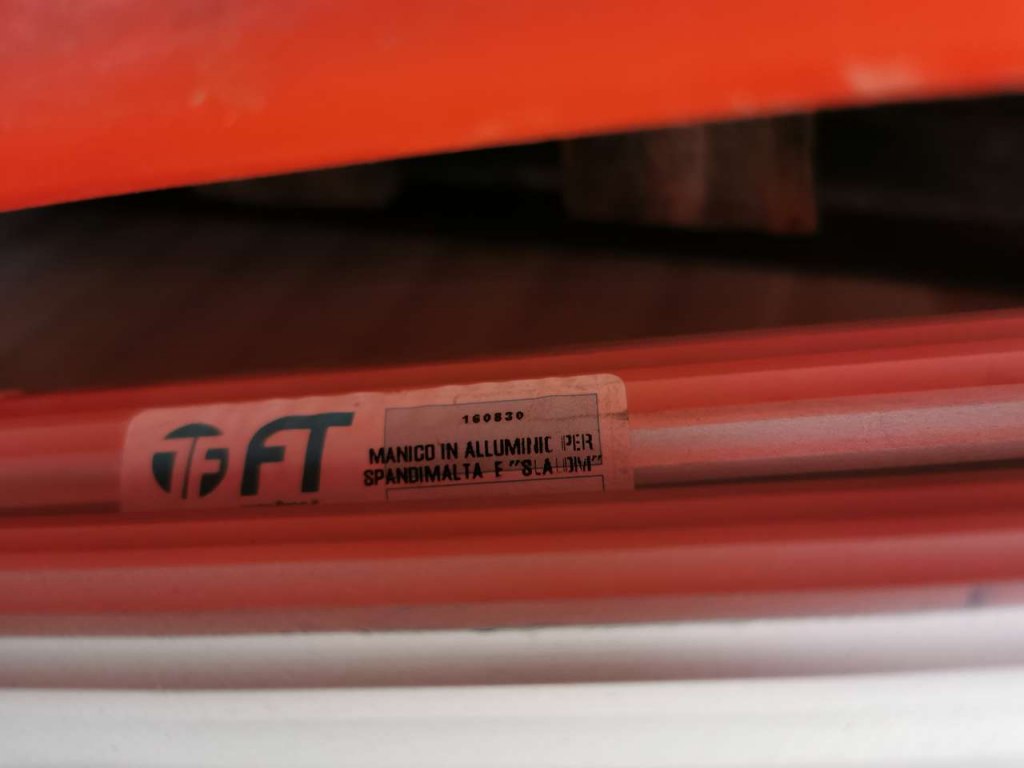 160830
FT
MANICO IN ALLUMINIO PER
SPANDIMALTA E "SLALOM"